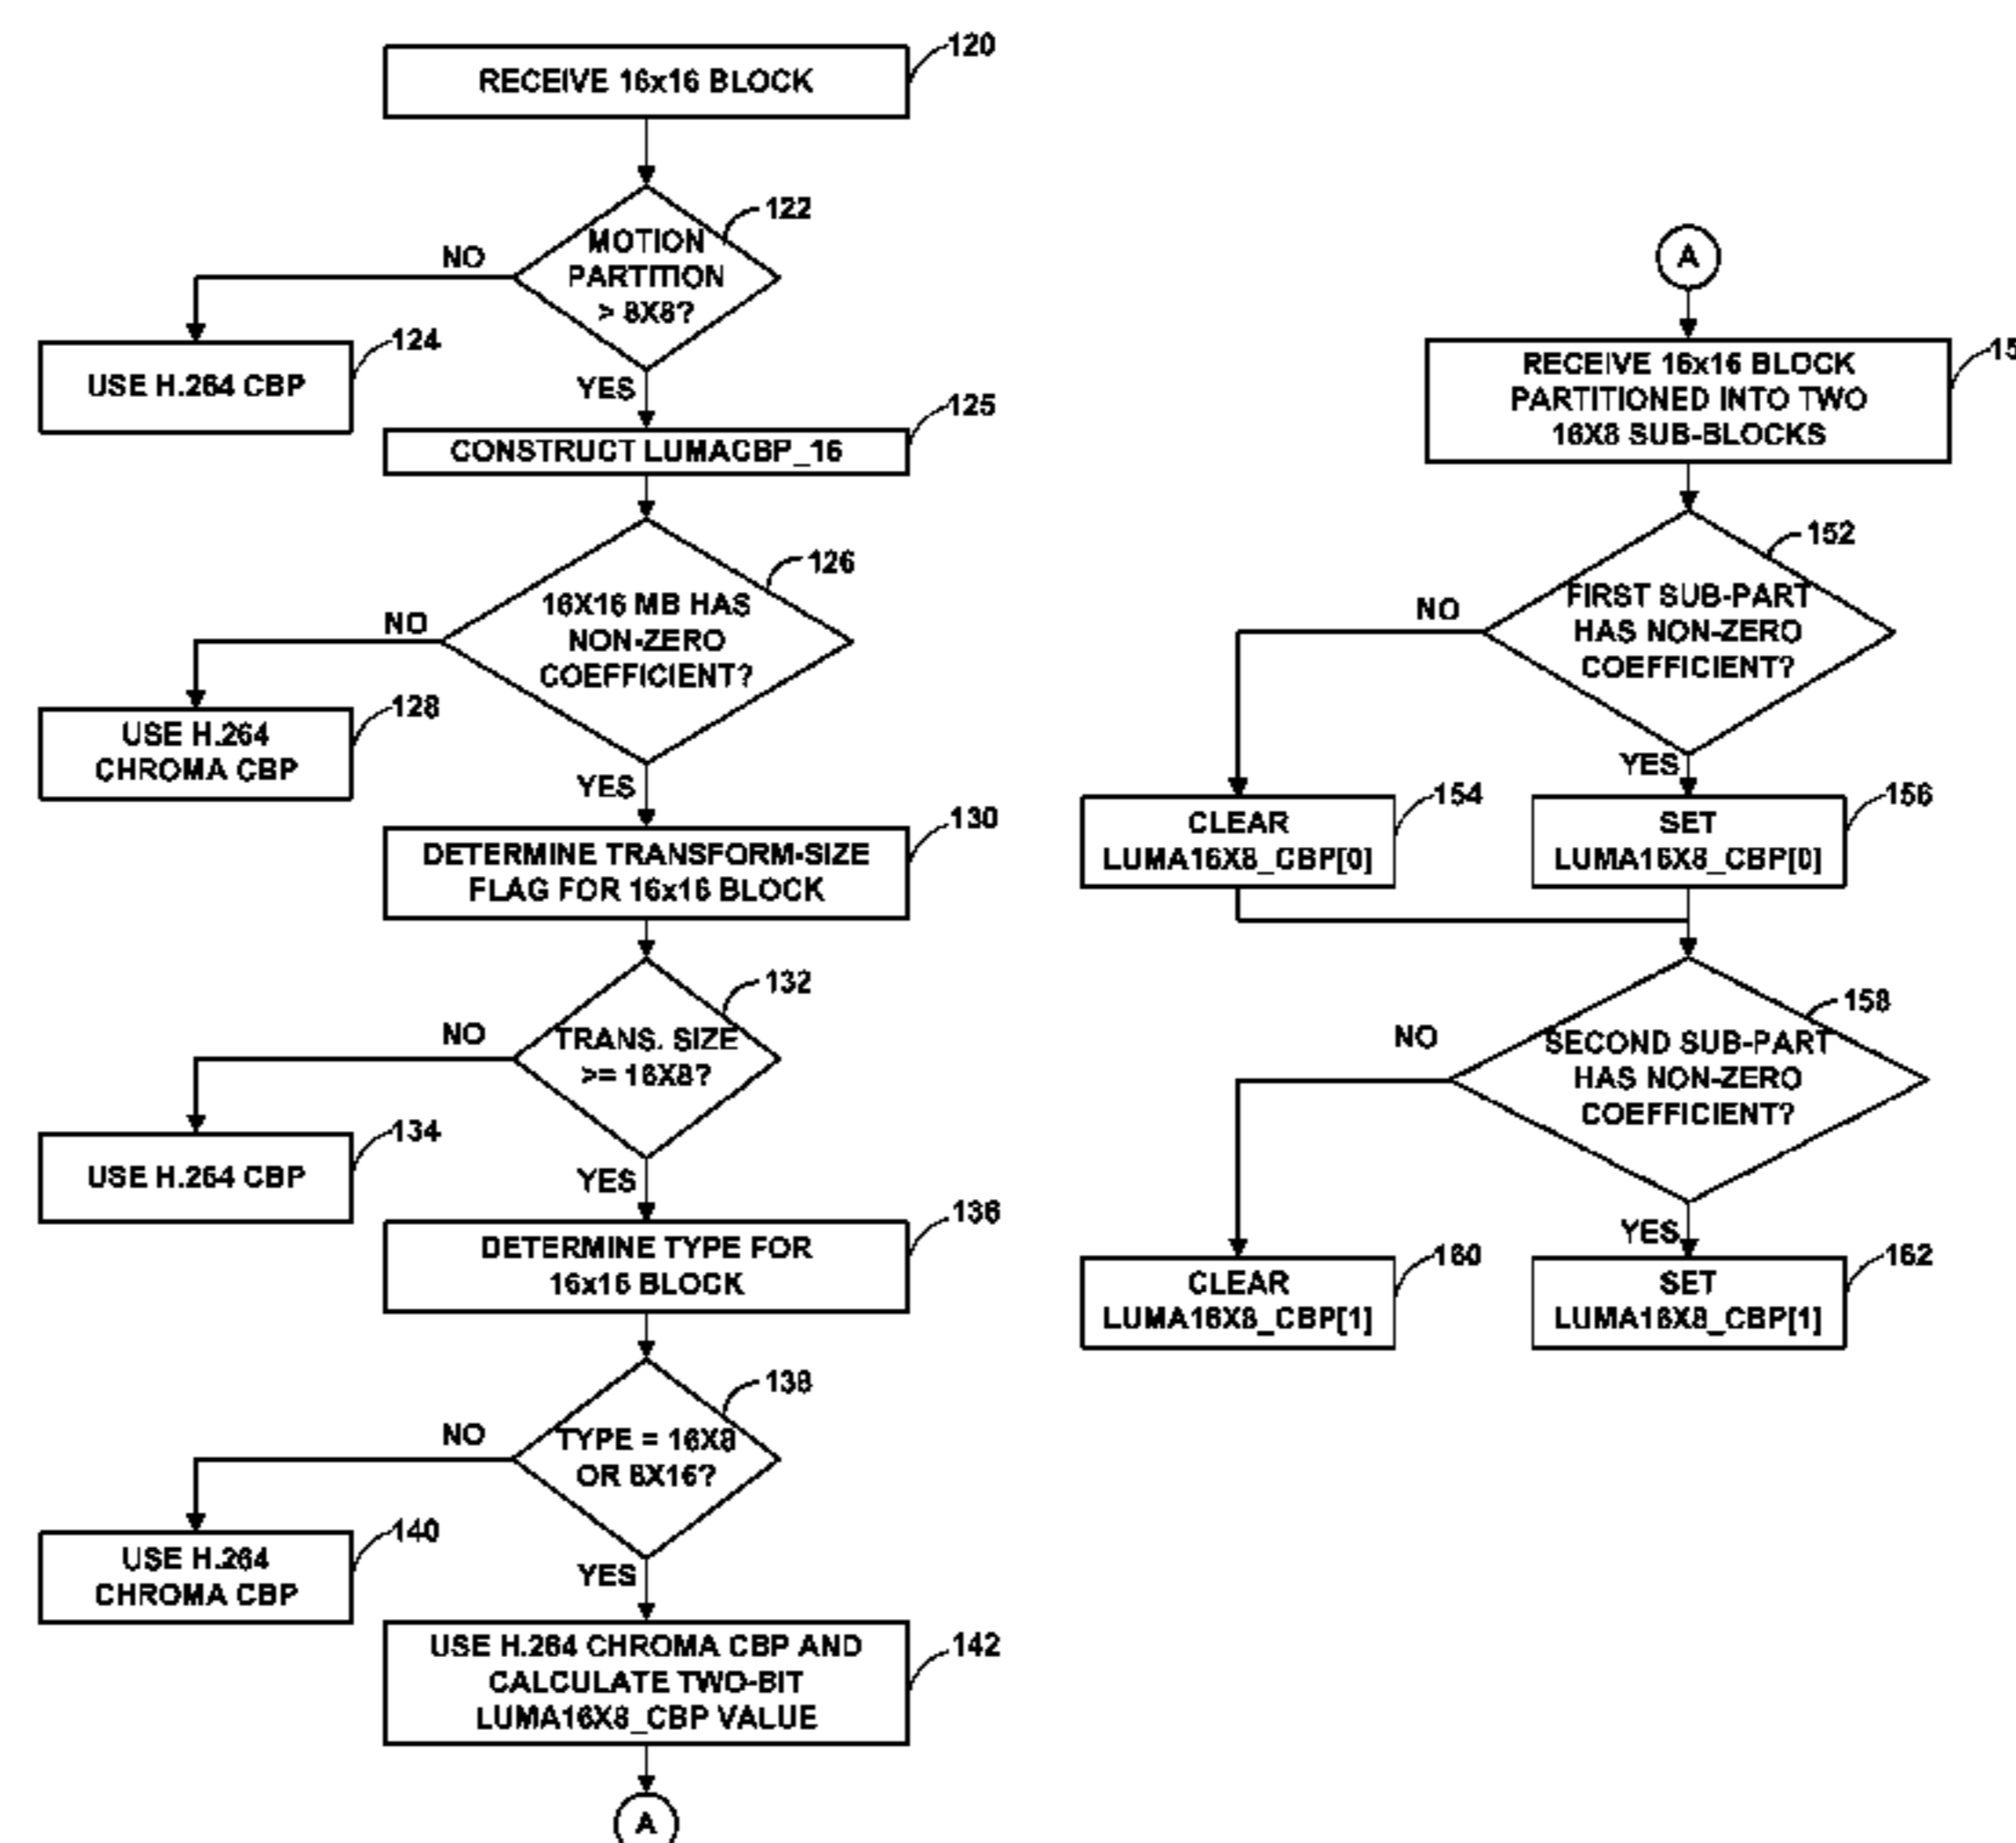 120
RECEIVE 16x16 BLOCK
122
MOTION
PARTITION
> 8X8?
NO
124
USE H.264 CBP
YES
125
CONSTRUCT LUMACBP_16
126
16X16 MB HAS
NON-ZERO
COEFFICIENT?
NO
128
USE H.264
CHROMA CBP
YES
130
DETERMINE TRANSFORM-SIZE
FLAG FOR 16x16 BLOCK
132
TRANS. SIZE
>= 16X8?
NO
134
USE H.264 CBP
YES
136
DETERMINE TYPE FOR
16x16 BLOCK
138
TYPE = 16X8
OR 8X16?
NO
140
USE H.264
CHROMA CBP
YES
142
USE H.264 CHROMA CBP AND
CALCULATE TWO-BIT
LUMA16X8_CBP VALUE
A
A
RECEIVE 16x16 BLOCK
PARTITIONED INTO TWO
16X8 SUB-BLOCKS
152
FIRST SUB-PART
HAS NON-ZERO
COEFFICIENT?
NO
YES
154
CLEAR
LUMA16X8_CBP[0]
156
SET
LUMA16X8_CBP[0]
158
SECOND SUB-PART
HAS NON-ZERO
COEFFICIENT?
NO
YES
160
CLEAR
LUMA16X8_CBP[1]
162
SET
LUMA16X8_CBP[1]